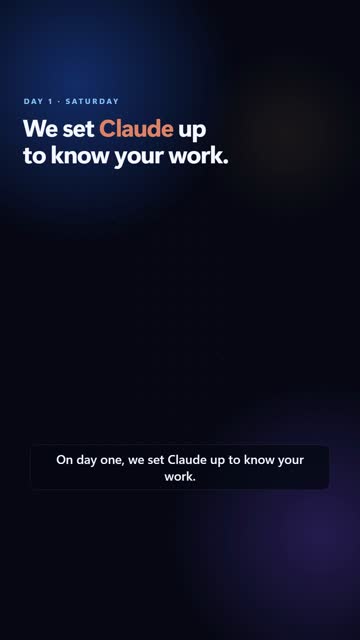 DAY 1 · SATURDAY
We set Claude up
to know your work.
On day one, we set Claude up to know your
work.